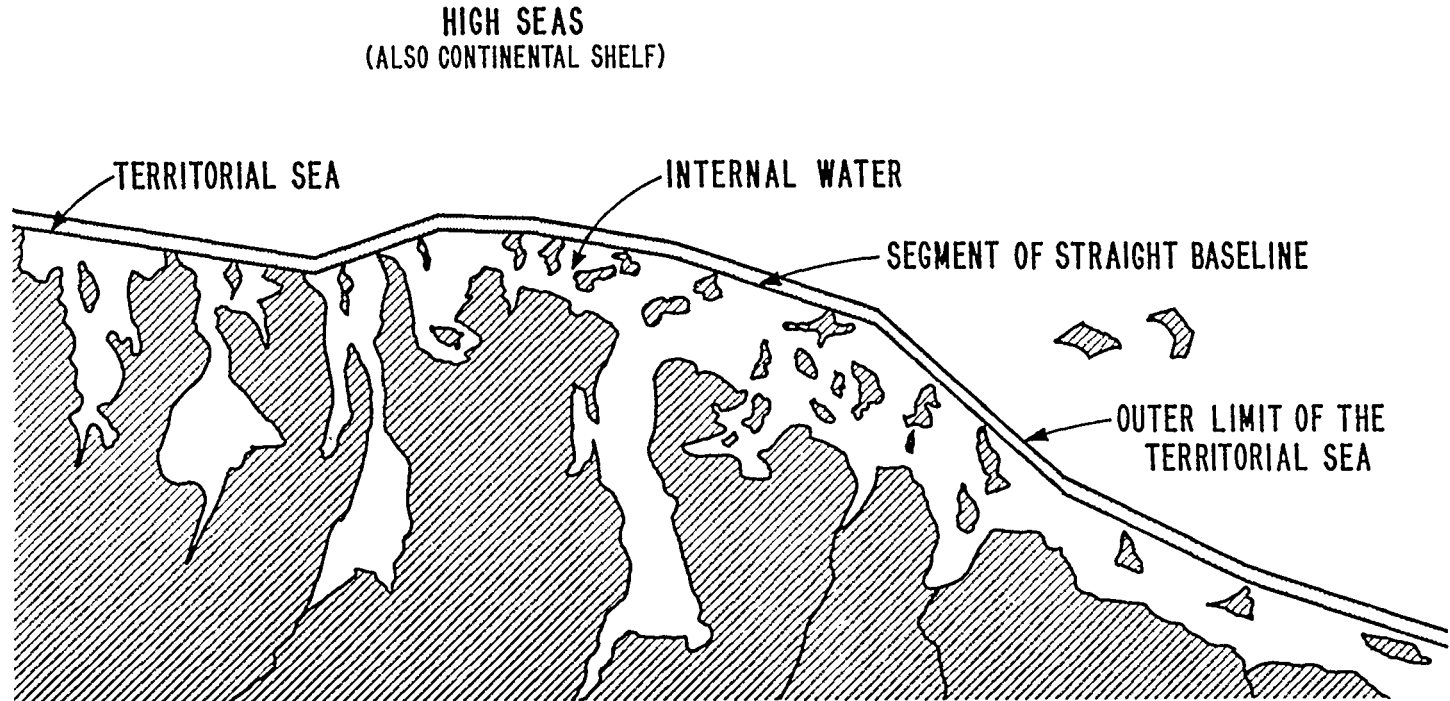 HIGH SEAS
(ALSO CONTINENTAL SHELF)
TERRITORIAL SEA
INTERNAL WATER
SEGMENT OF STRAIGHT BASELINE
OUTER LIMIT OF THE
TERRITORIAL SEA